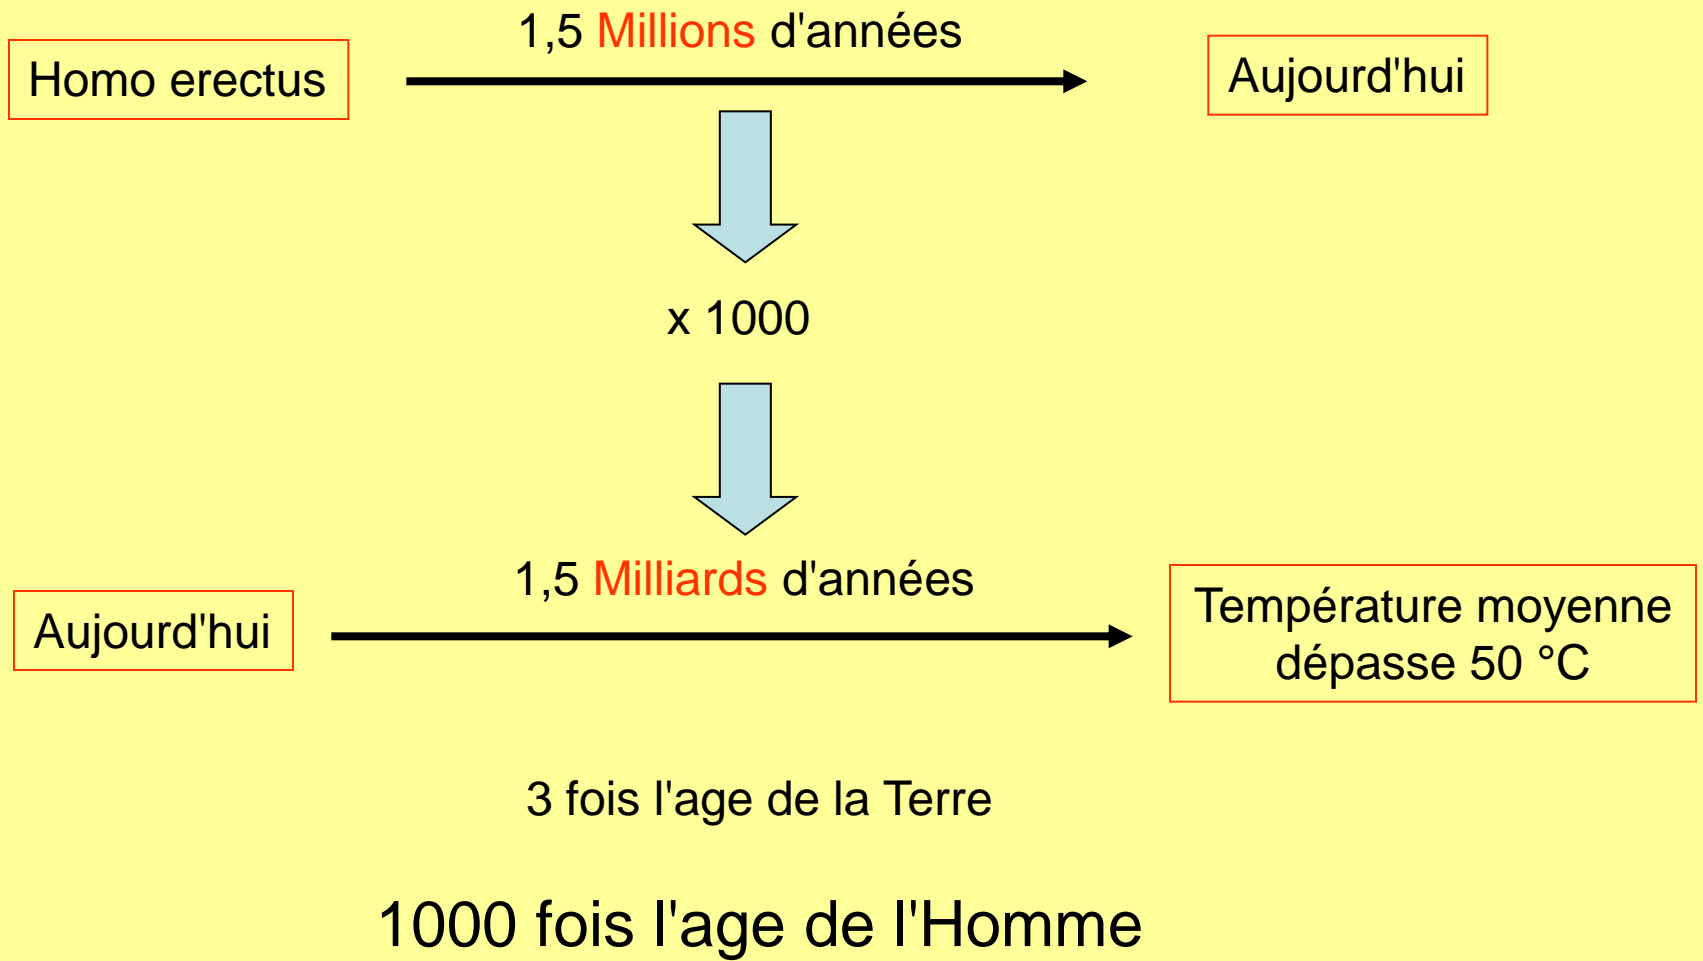 1,5 Millions d'années
Homo erectus
Aujourd'hui
x 1000
1,5 Milliards d'années
Aujourd'hui
Température moyenne
dépasse 50 °C
3 fois l'age de la Terre
1000 fois l'age de l'Homme